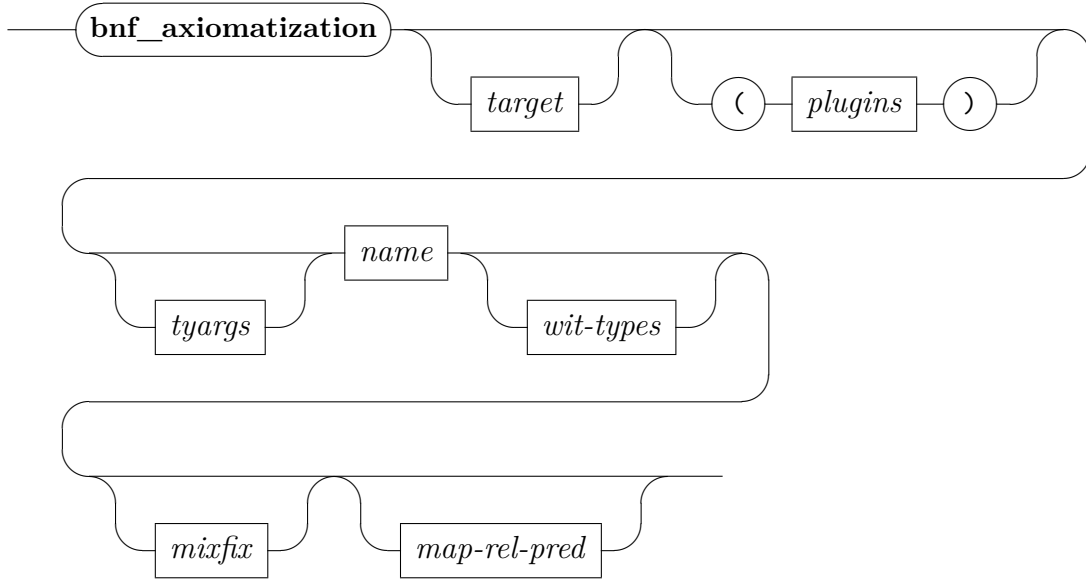 bnf_axiomatization
target ( plugins )
name
tyargs wit-types
mixfix map-rel-pred